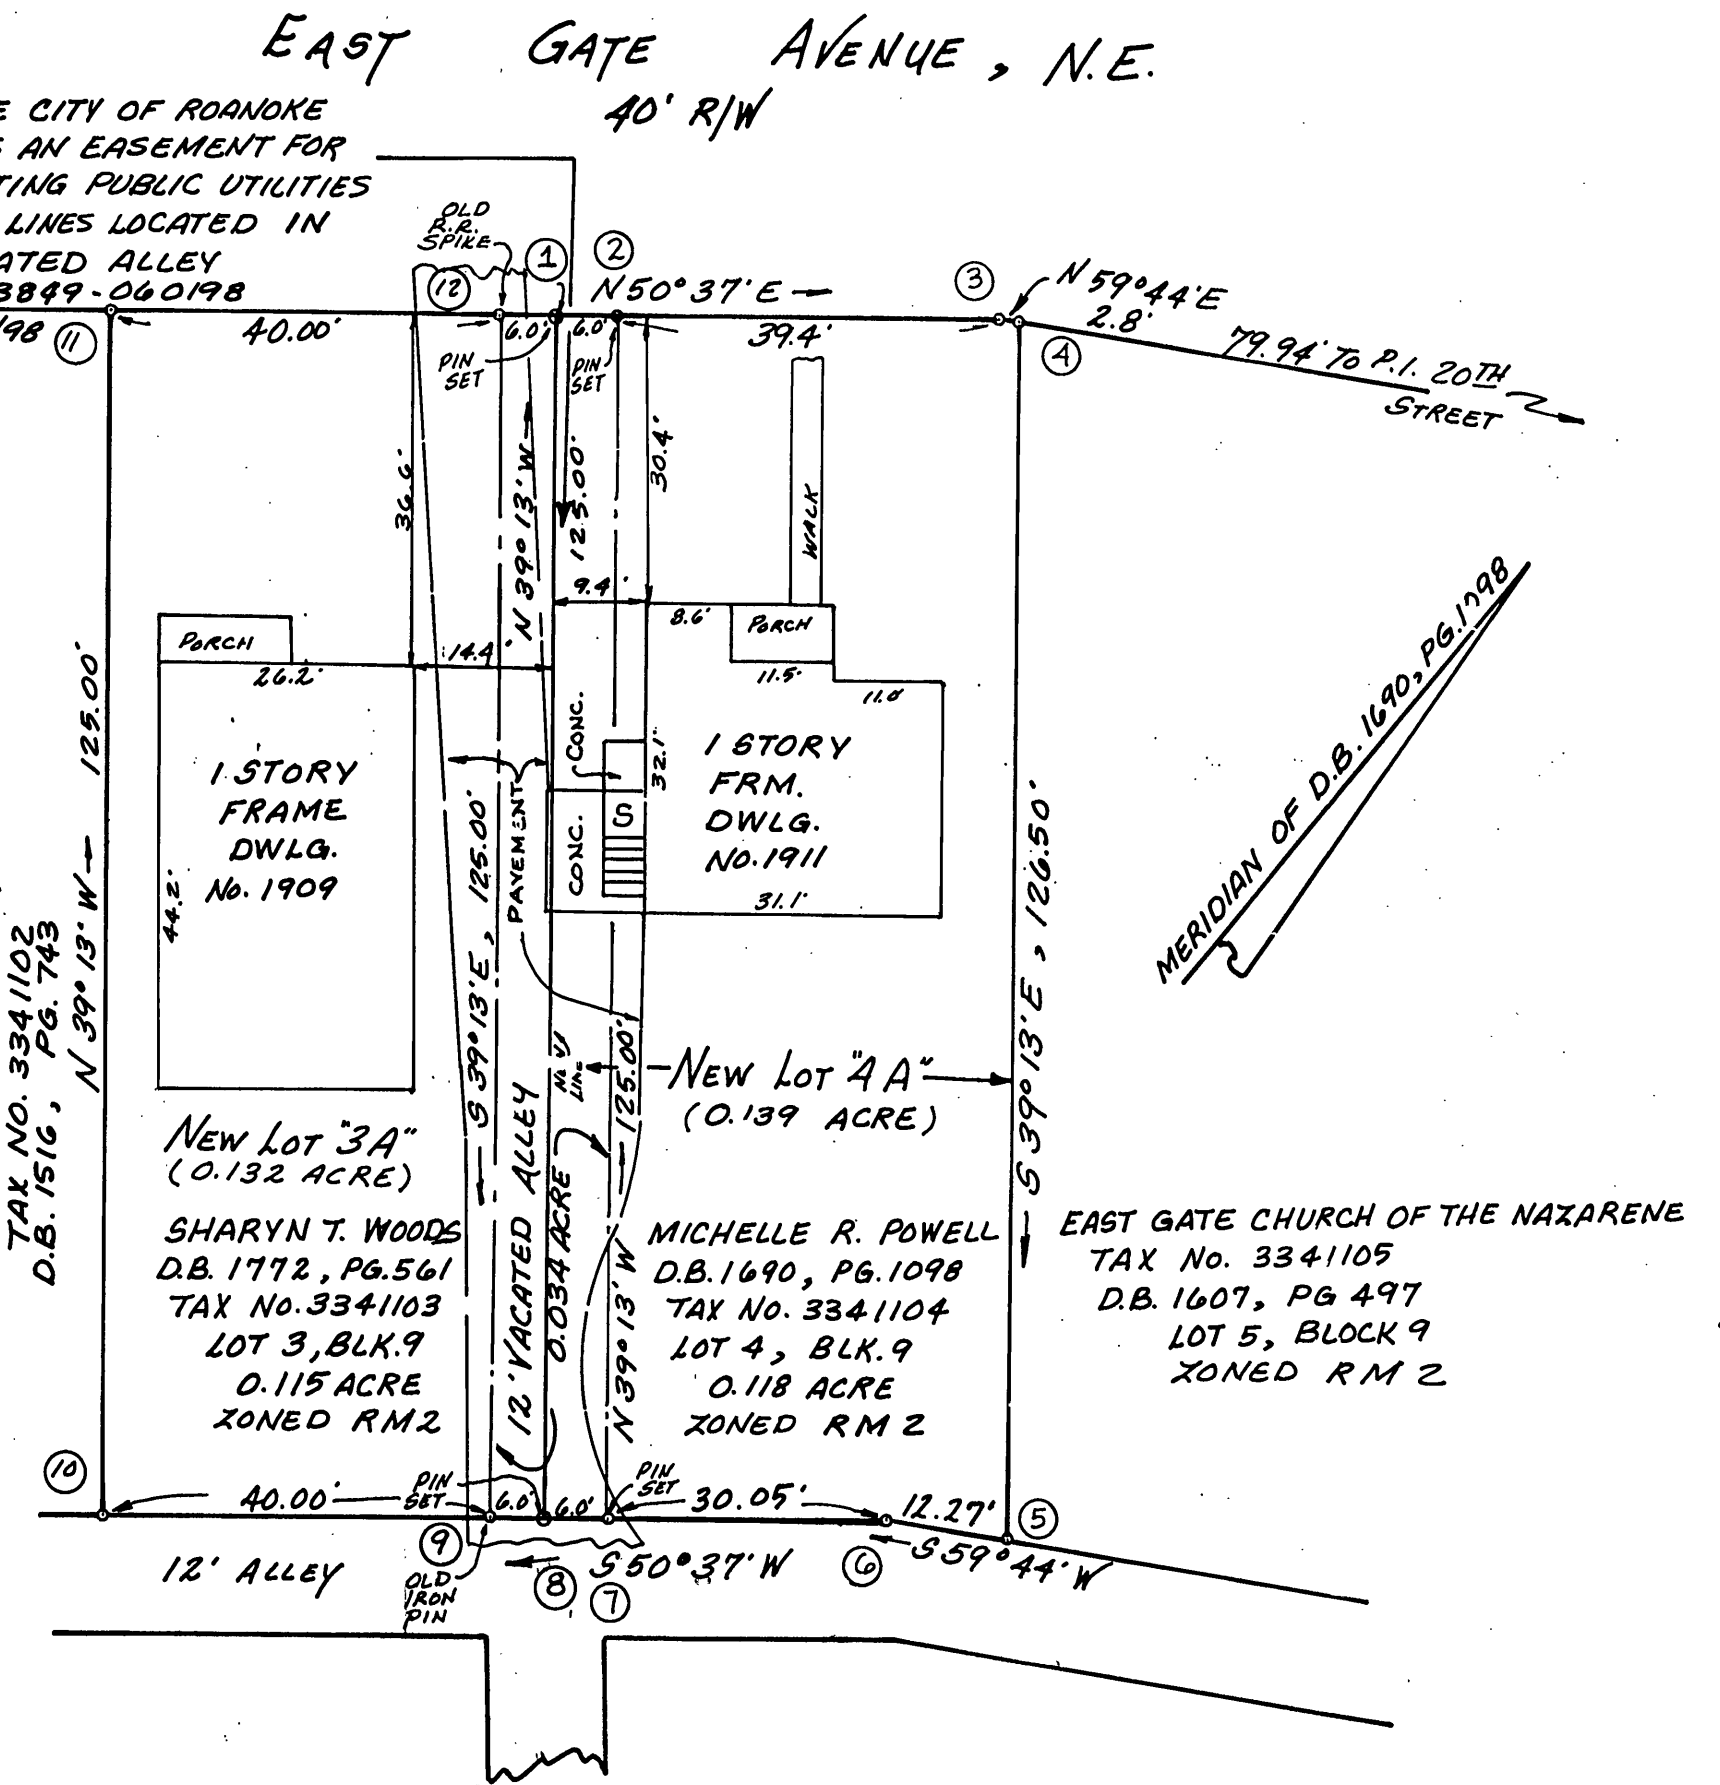 EAST GATE AVENUE, N.E.
40' R/W
E CITY OF ROANOKE
E AN EASEMENT FOR
TING PUBLIC UTILITIES
LINES LOCATED IN
ATED ALLEY
3849-060198
198
OLD
R.R.
SPIKE
1
2
3
4
11
12
N 50° 37' E
N 59° 44' E
2.8'
79.94' TO P.I. 20TH
STREET
40.00'
6.0'
6.0'
39.4'
PIN
SET
PIN
SET
36.6'
N 39° 13' W
125.00'
30.4'
WALK
9.4'
8.6'
PORCH
11.5'
11.0'
PORCH
26.2'
14.4'
N 39° 13' W 125.00'
1 STORY
FRAME
DWLG.
No. 1909
44.2'
S 39° 13' E, 125.00'
PAVEMENT
CONC.
CONC.
S
32.1'
1 STORY
FRM.
DWLG.
No. 1911
31.1'
S 39° 13' E, 126.50'
MERIDIAN OF D.B. 1690, PG. 1098
TAX NO. 3341102
D.B. 1516, PG. 743
NEW LOT "3A"
(0.132 ACRE)
SHARYN T. WOODS
D.B. 1772, PG. 561
TAX No. 3341103
LOT 3, BLK. 9
0.115 ACRE
ZONED RM2
12' VACATED ALLEY
0.034 ACRE
LINE
N 39° 13' W 125.00'
NEW LOT "4A"
(0.139 ACRE)
MICHELLE R. POWELL
D.B. 1690, PG. 1098
TAX No. 3341104
LOT 4, BLK. 9
0.118 ACRE
ZONED RM 2
EAST GATE CHURCH OF THE NAZARENE
TAX No. 3341105
D.B. 1607, PG 497
LOT 5, BLOCK 9
ZONED RM 2
10
40.00'
PIN
SET
6.0'
6.0'
PIN
SET
30.05'
12.27'
5
9
8
7
6
S 50° 37' W
S 59° 44' W
12' ALLEY
OLD
IRON
PIN